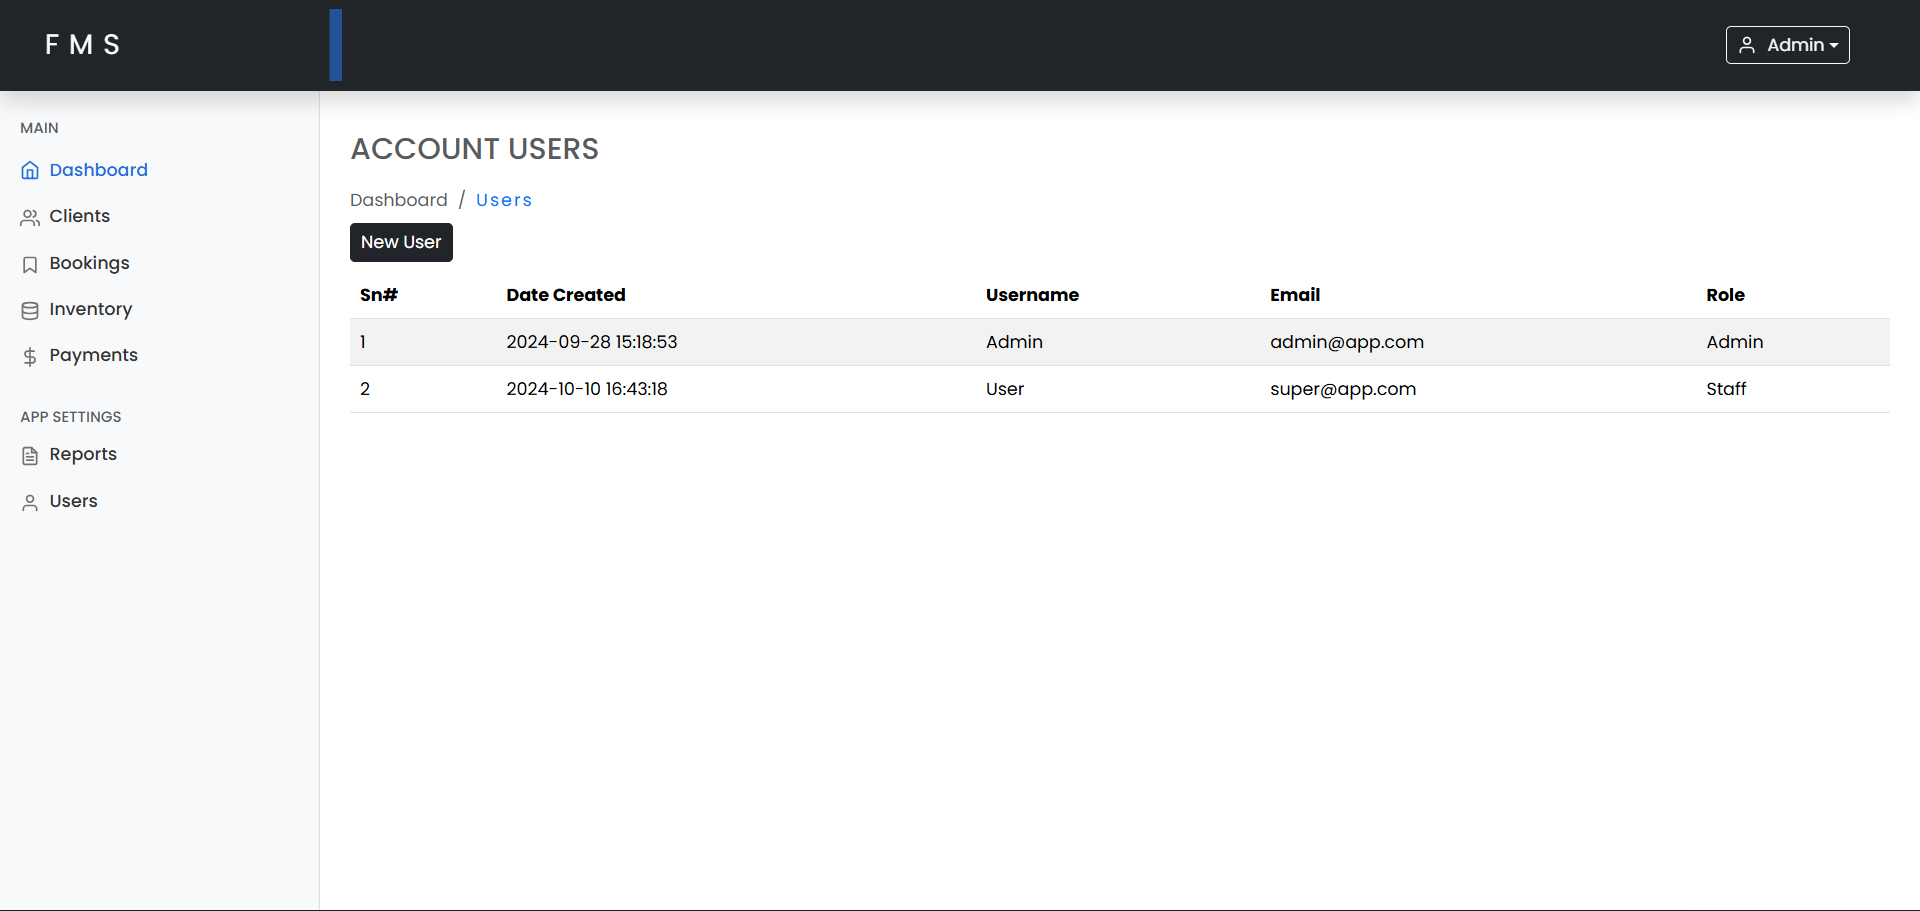 F M S
Admin
MAIN
Dashboard
Clients
Bookings
Inventory
Payments
APP SETTINGS
Reports
Users
ACCOUNT USERS
Dashboard / Users
New User
Sn# Date Created Username Email Role
1 2024-09-28 15:18:53 Admin admin@app.com Admin
2 2024-10-10 16:43:18 User super@app.com Staff